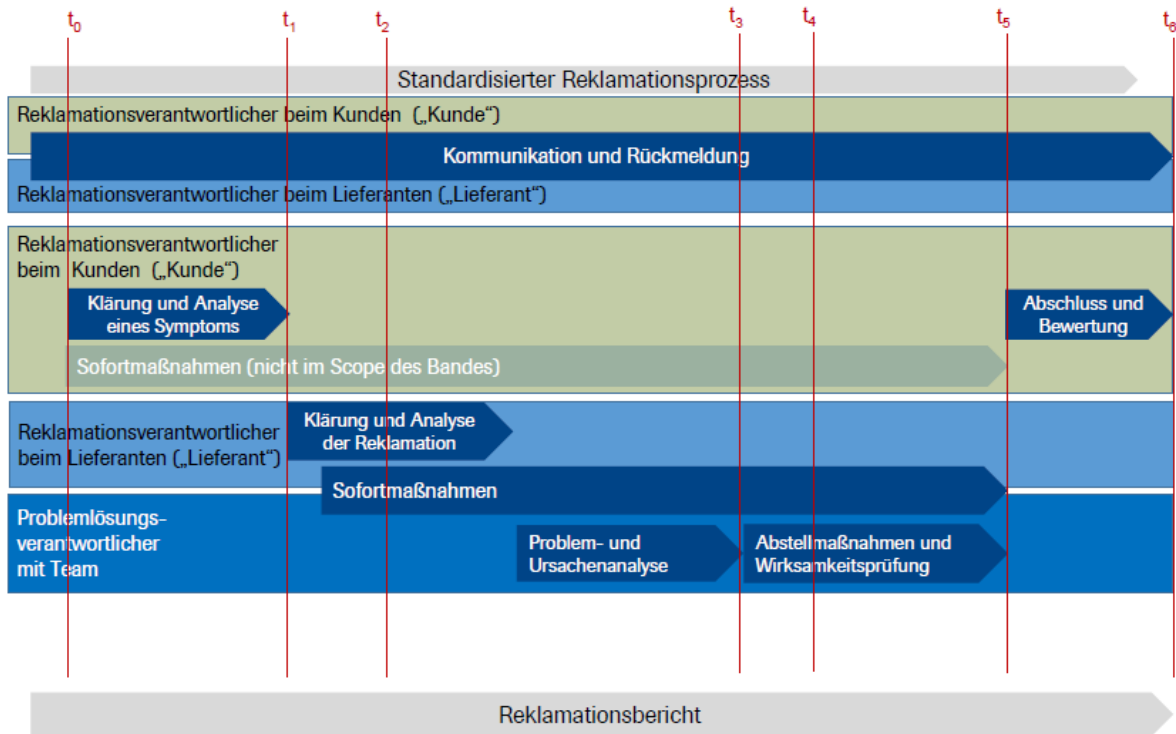 t0 t1 t2 t3 t4 t5 t6
Standardisierter Reklamationsprozess
Reklamationsverantwortlicher beim Kunden („Kunde“)
Kommunikation und Rückmeldung
Reklamationsverantwortlicher beim Lieferanten („Lieferant“)
Reklamationsverantwortlicher
beim Kunden („Kunde“)
Klärung und Analyse
eines Symptoms
Abschluss und
Bewertung
Sofortmaßnahmen (nicht im Scope des Bandes)
Klärung und Analyse
der Reklamation
Reklamationsverantwortlicher
beim Lieferanten („Lieferant“)
Sofortmaßnahmen
Problemlösungs-
verantwortlicher
mit Team
Problem- und
Ursachenanalyse
Abstellmaßnahmen und
Wirksamkeitsprüfung
Reklamationsbericht